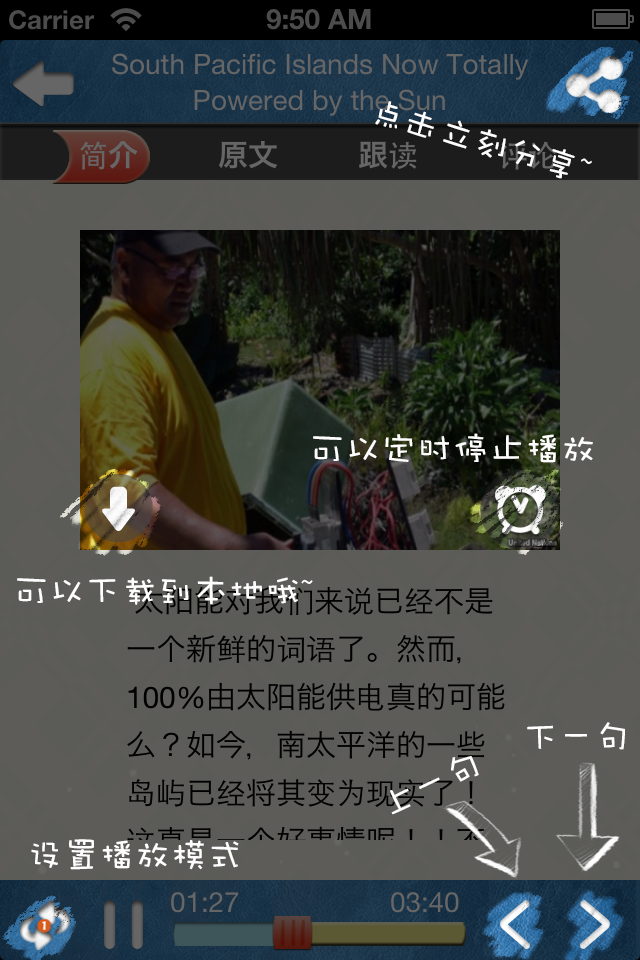 Carrier 9:50 AM
South Pacific Islands Now Totally
Powered by the Sun
点击立刻分享~
简介 原文 跟读 评论
可以定时停止播放
United Nations
可以下载到本地哦~
太阳能对我们来说已经不是
一个新鲜的词语了。然而,
100%由太阳能供电真的可能
么？如今，南太平洋的一些
岛屿已经将其变为现实了！
这真是一个好事情呢！！不
下一句
上一句
设置播放模式
01:27 03:40
1